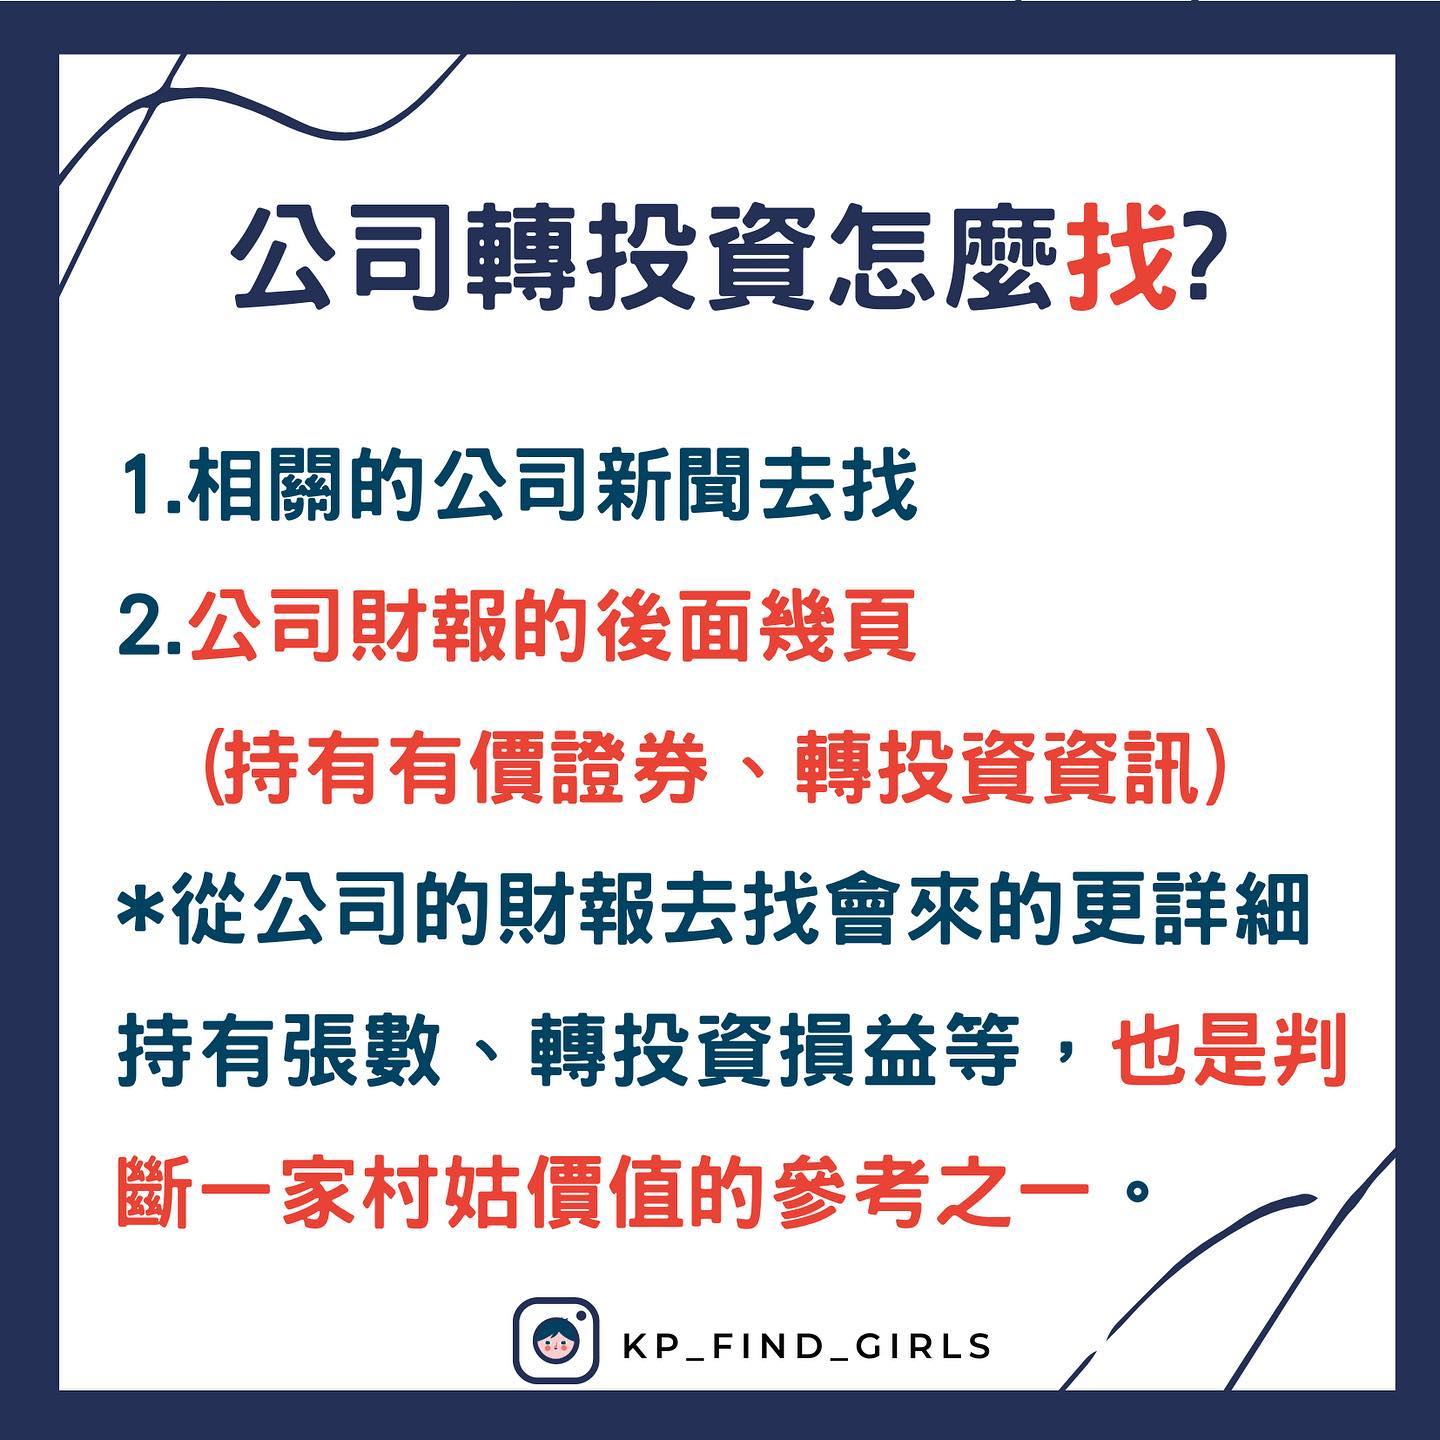 公司轉投資怎麼找?
1.相關的公司新聞去找
2.公司財報的後面幾頁
(持有有價證券、轉投資資訊)
*從公司的財報去找會來的更詳細
持有張數、轉投資損益等，也是判
斷一家村姑價值的參考之一。
KP_FIND_GIRLS